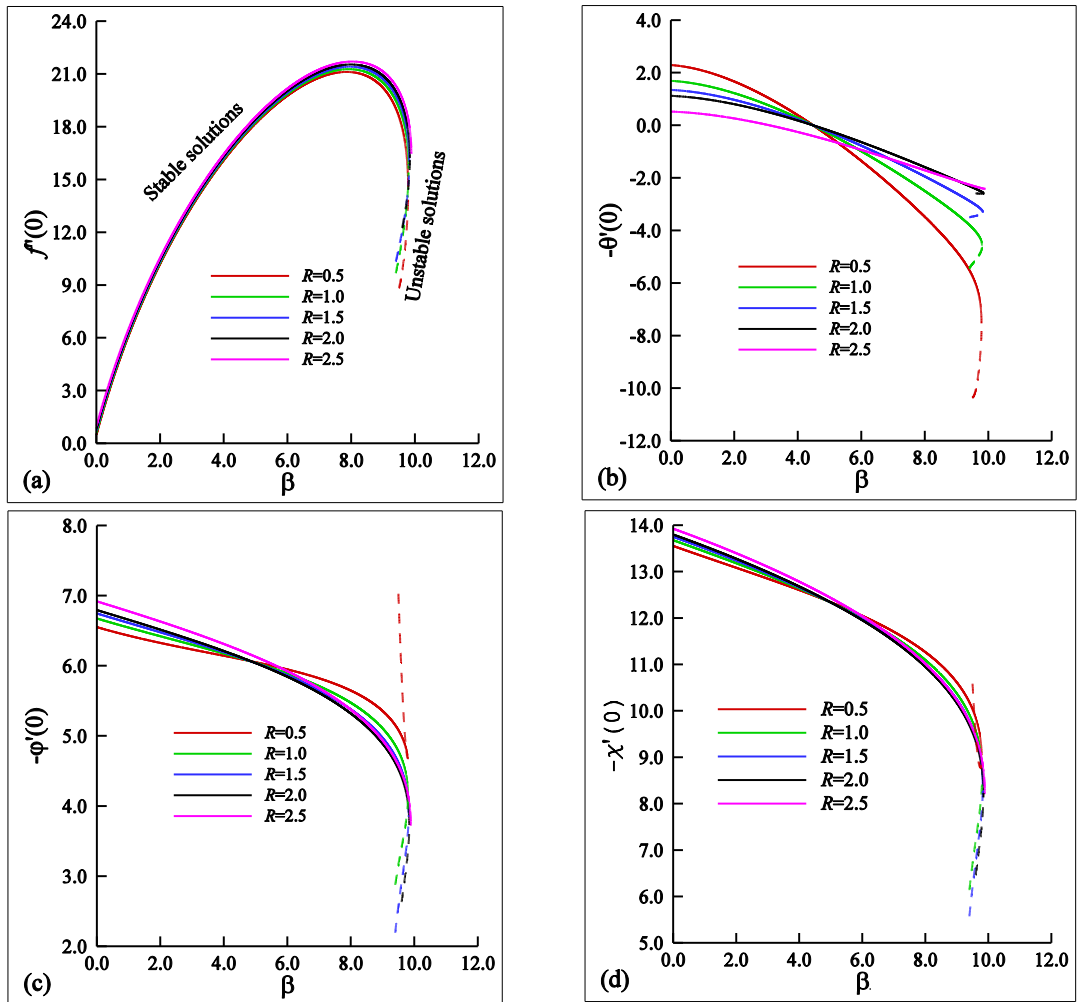 24.0
21.0
18.0
15.0
12.0
9.0
6.0
3.0
0.0
f''(0)
Stable solutions
Unstable solutions
R=0.5
R=1.0
R=1.5
R=2.0
R=2.5
0.0 2.0 4.0 6.0 8.0 10.0 12.0
(a)
β
4.0
2.0
0.0
-2.0
-4.0
-6.0
-8.0
-10.0
-12.0
-θ'(0)
R=0.5
R=1.0
R=1.5
R=2.0
R=2.5
0.0 2.0 4.0 6.0 8.0 10.0 12.0
(b)
β
8.0
7.0
6.0
5.0
4.0
3.0
2.0
-φ'(0)
R=0.5
R=1.0
R=1.5
R=2.0
R=2.5
0.0 2.0 4.0 6.0 8.0 10.0 12.0
(c)
β
14.0
13.0
12.0
11.0
10.0
9.0
8.0
7.0
6.0
5.0
-χ'(0)
R=0.5
R=1.0
R=1.5
R=2.0
R=2.5
0.0 2.0 4.0 6.0 8.0 10.0 12.0
(d)
β